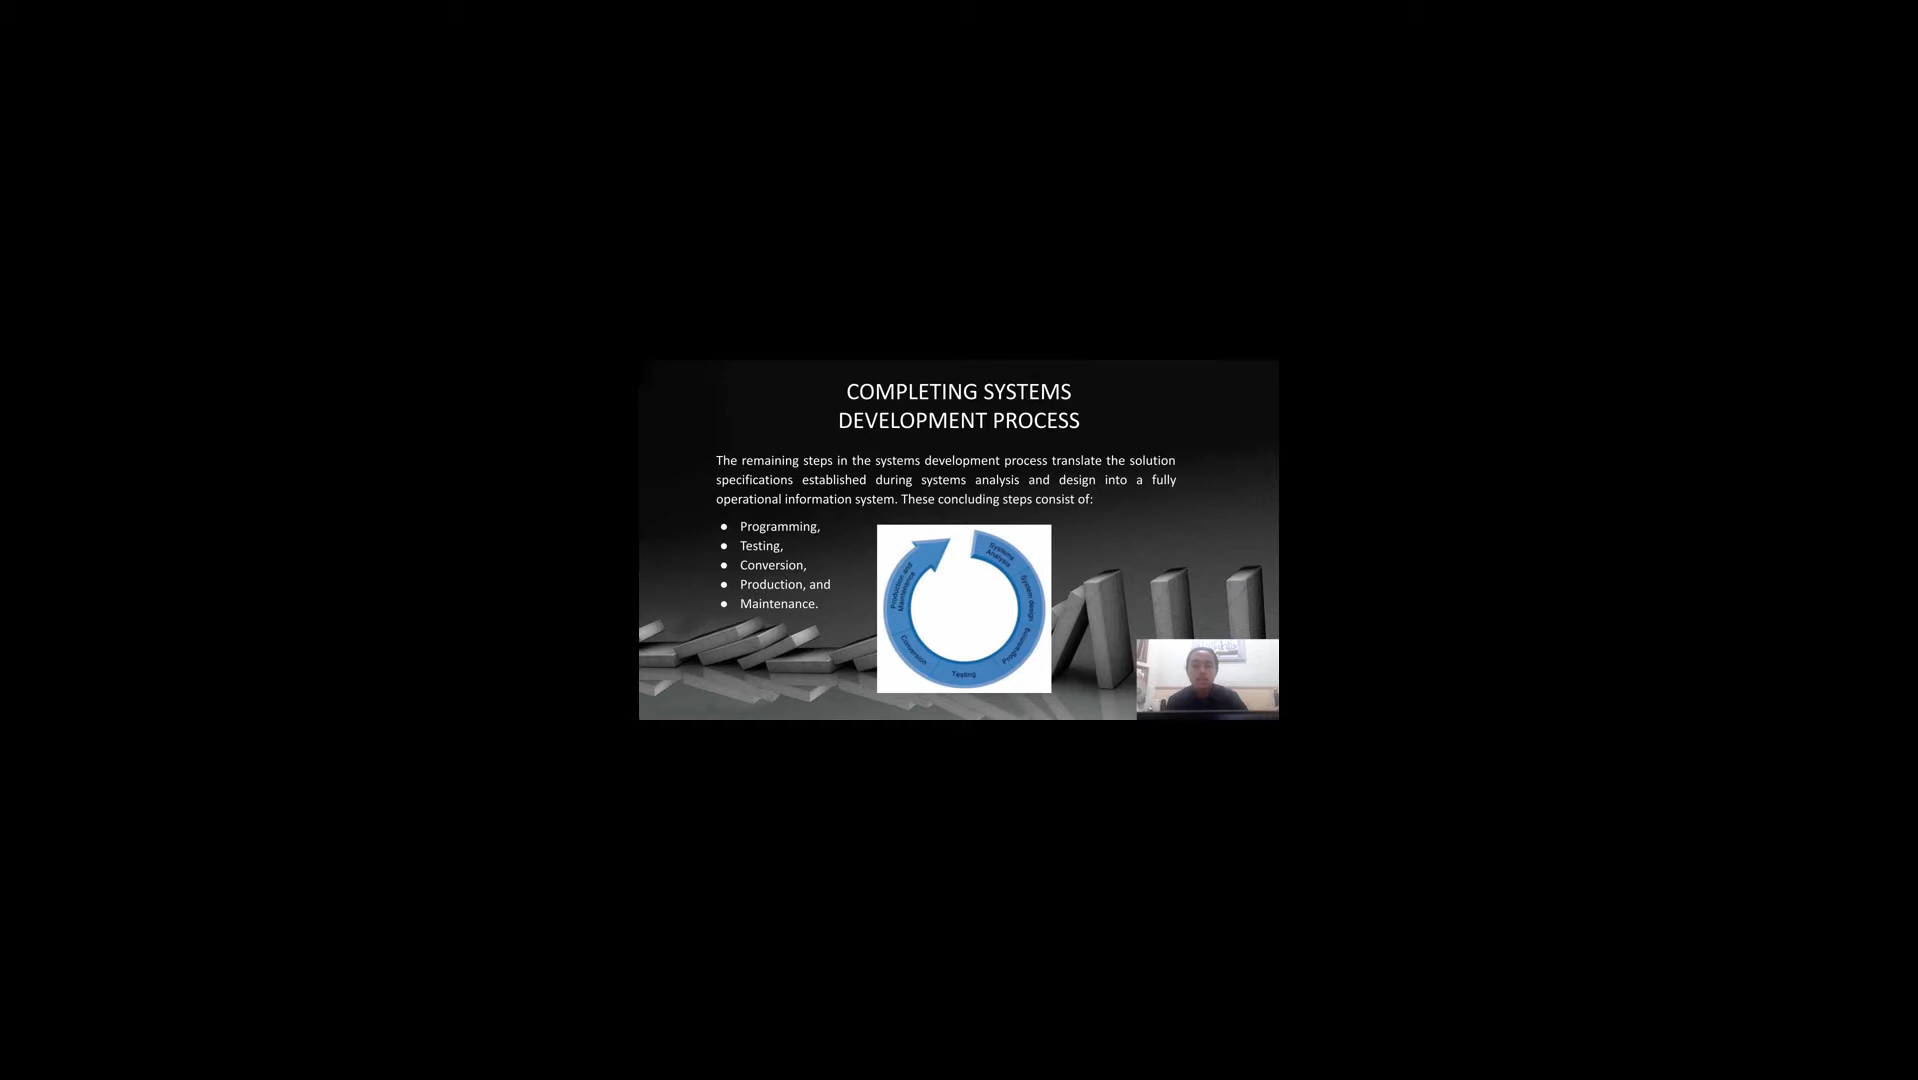 COMPLETING SYSTEMS
DEVELOPMENT PROCESS
The remaining steps in the systems development process translate the solution
specifications established during systems analysis and design into a fully
operational information system. These concluding steps consist of:
● Programming,
● Testing,
● Conversion,
● Production, and
● Maintenance.
Systems
Analysis
System design
Programming
Testing
Conversion
Production and
Maintenance